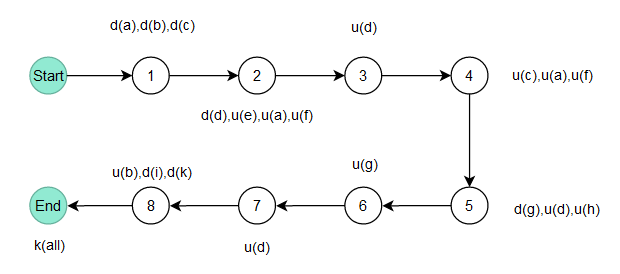 d(a),d(b),d(c)
u(d)
Start
1
2
3
4
u(c),u(a),u(f)
d(d),u(e),u(a),u(f)
u(b),d(i),d(k)
u(g)
End
8
7
6
5
d(g),u(d),u(h)
k(all)
u(d)